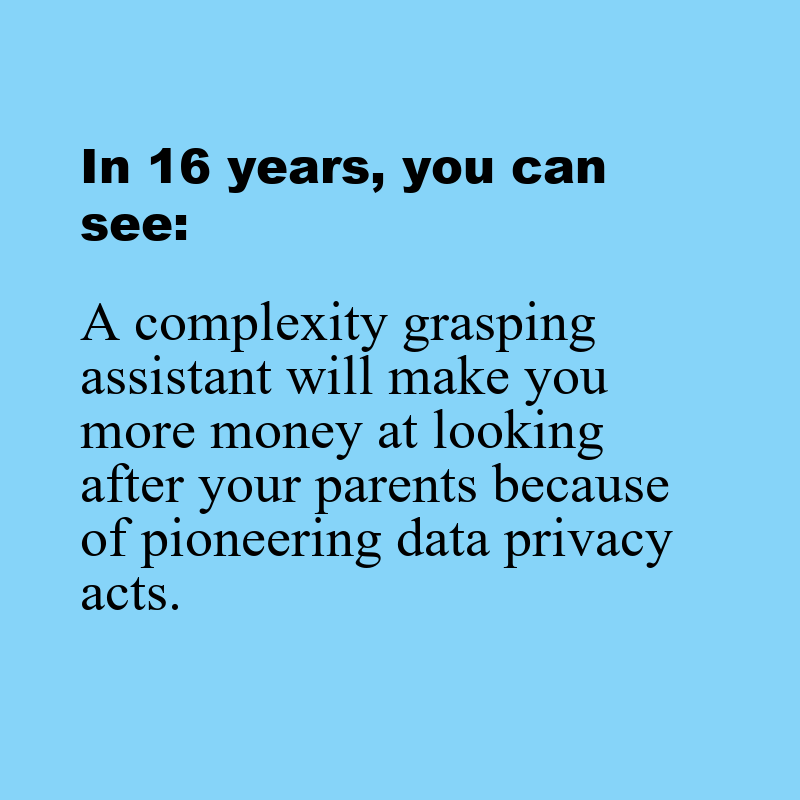 In 16 years, you can
see:
A complexity grasping
assistant will make you
more money at looking
after your parents because
of pioneering data privacy
acts.